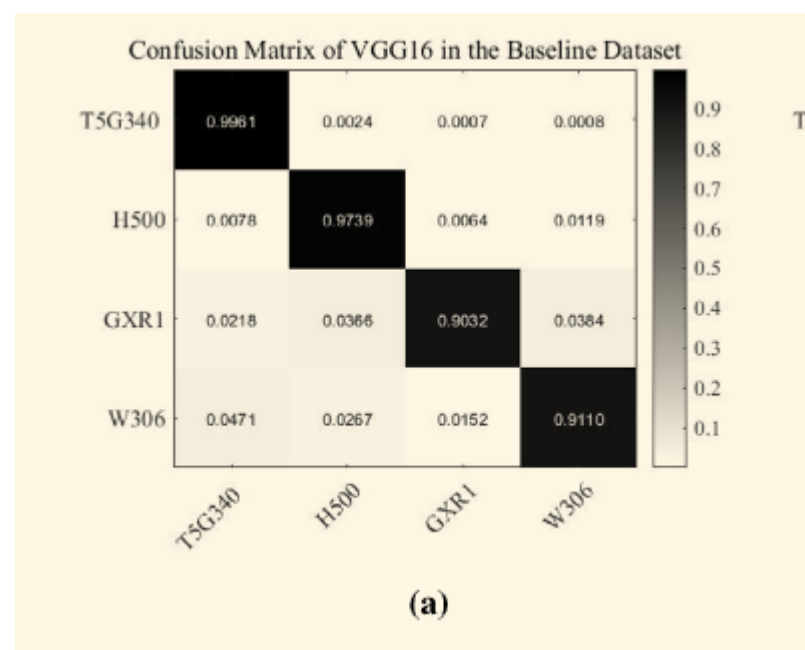 Confusion Matrix of VGG16 in the Baseline Dataset
T5G340 0.9961 0.0024 0.0007 0.0008
H500 0.0078 0.9739 0.0064 0.0119
GXR1 0.0218 0.0366 0.9032 0.0384
W306 0.0471 0.0267 0.0152 0.9110
T5G340 H500 GXR1 W306
0.9
0.8
0.7
0.6
0.5
0.4
0.3
0.2
0.1
T
(a)